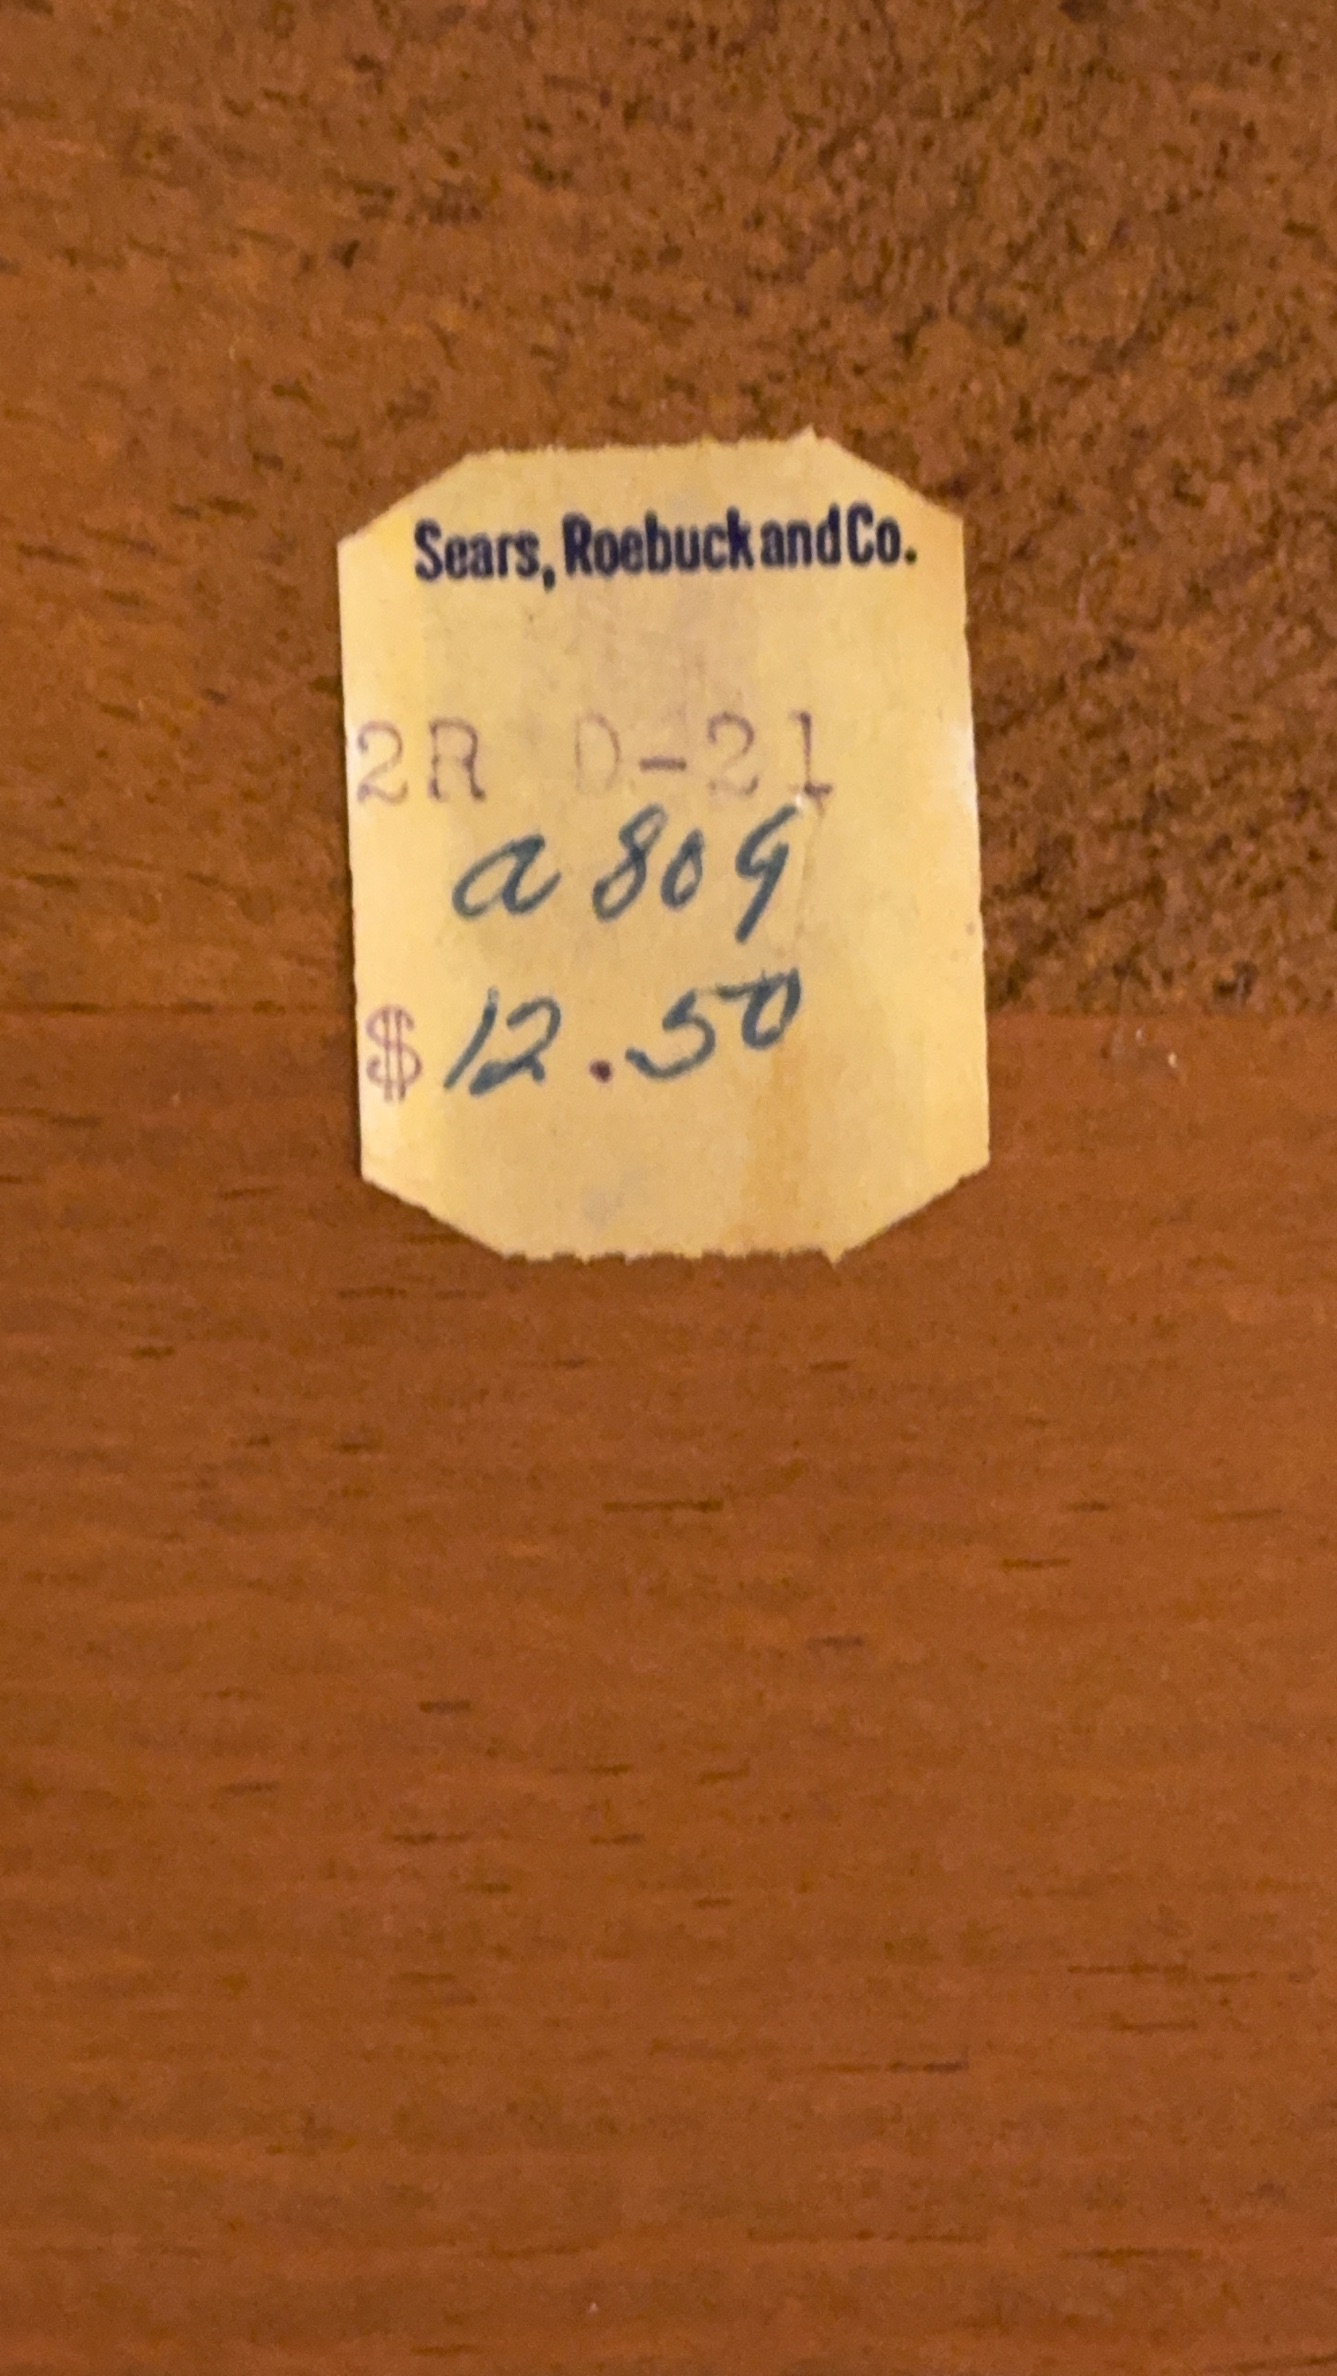 Sears, Roebuck and Co.
2R D-21
a 809
$ 12.50